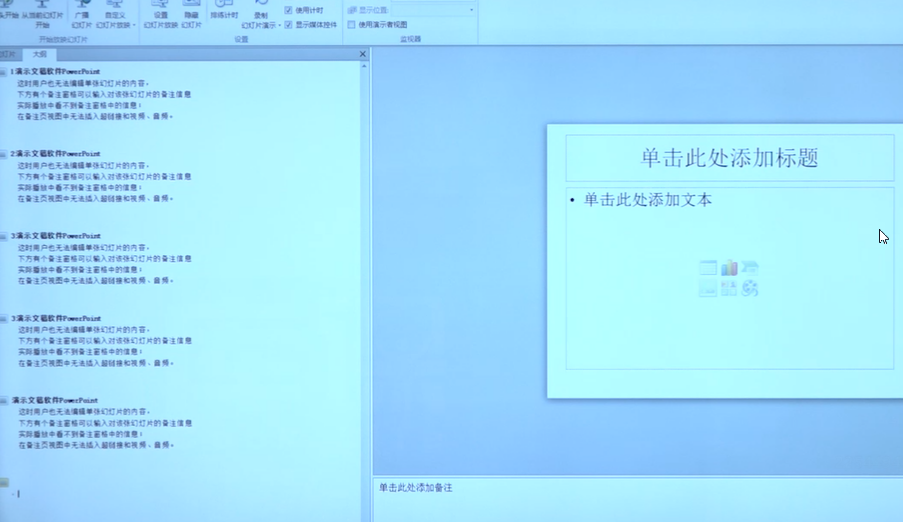 头开始 从当前幻灯片开始 广播幻灯片 自定义幻灯片放映 设置幻灯片放映 隐藏幻灯片 排练计时 录制幻灯片演示 使用计时 显示位置:
显示媒体控件 使用演示者视图
开始放映幻灯片 设置 监视器
幻灯片 大纲
1演示文稿软件PowerPoint
这时用户也无法编辑单张幻灯片的内容,
下方有个备注窗格可以输入对该张幻灯片的备注信息
实际播放中看不到备注窗格中的信息;
在备注页视图中无法插入超链接和视频、音频。
2演示文稿软件PowerPoint
这时用户也无法编辑单张幻灯片的内容,
下方有个备注窗格可以输入对该张幻灯片的备注信息
实际播放中看不到备注窗格中的信息;
在备注页视图中无法插入超链接和视频、音频。
3演示文稿软件PowerPoint
这时用户也无法编辑单张幻灯片的内容,
下方有个备注窗格可以输入对该张幻灯片的备注信息
实际播放中看不到备注窗格中的信息;
在备注页视图中无法插入超链接和视频、音频。
3演示文稿软件PowerPoint
这时用户也无法编辑单张幻灯片的内容,
下方有个备注窗格可以输入对该张幻灯片的备注信息
实际播放中看不到备注窗格中的信息;
在备注页视图中无法插入超链接和视频、音频。
演示文稿软件PowerPoint
这时用户也无法编辑单张幻灯片的内容,
下方有个备注窗格可以输入对该张幻灯片的备注信息
实际播放中看不到备注窗格中的信息;
在备注页视图中无法插入超链接和视频、音频。
单击此处添加标题
• 单击此处添加文本
单击此处添加备注